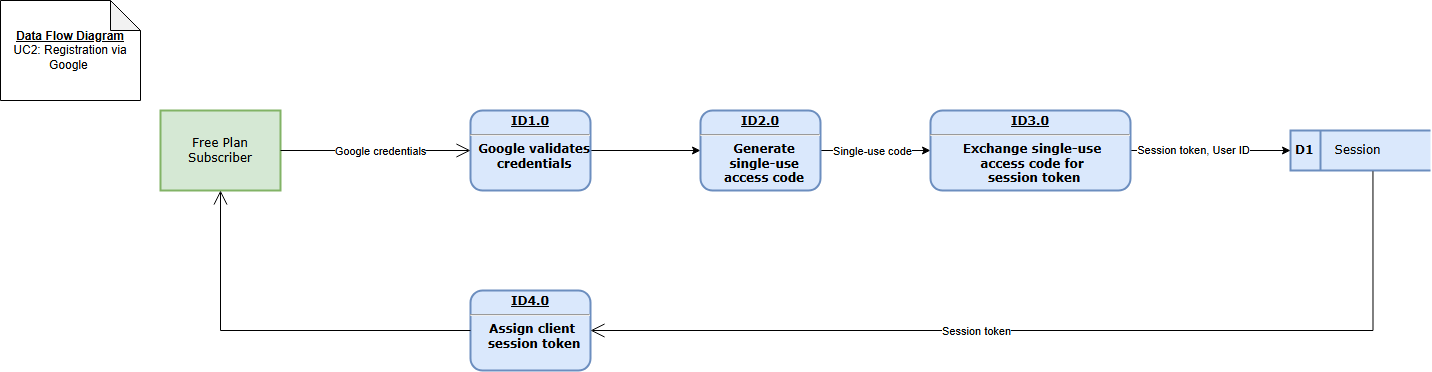 Data Flow Diagram
UC2: Registration via
Google
Free Plan
Subscriber
Google credentials
ID1.0
Google validates
credentials
ID2.0
Generate
single-use
access code
Single-use code
ID3.0
Exchange single-use
access code for
session token
Session token, User ID
D1
Session
ID4.0
Assign client
session token
Session token